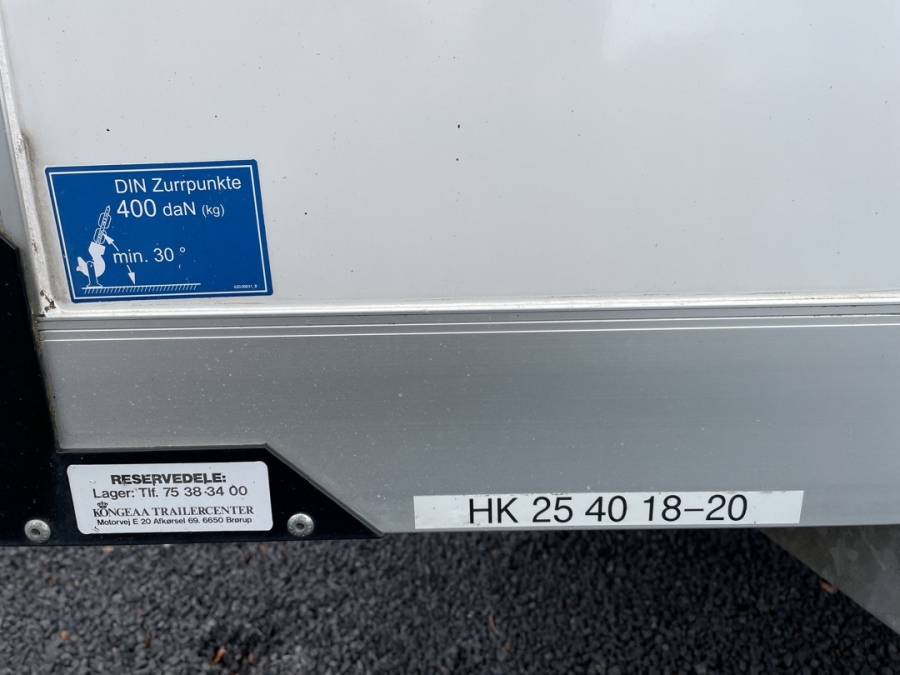 DIN Zurrpunkte
400 daN (kg)
min. 30 °
RESERVEDELE:
Lager: Tlf. 75 38 34 00
KONGEAA TRAILERCENTER
Motorvej E 20 Afkørsel 69. 6650 Brørup
HK 25 40 18-20